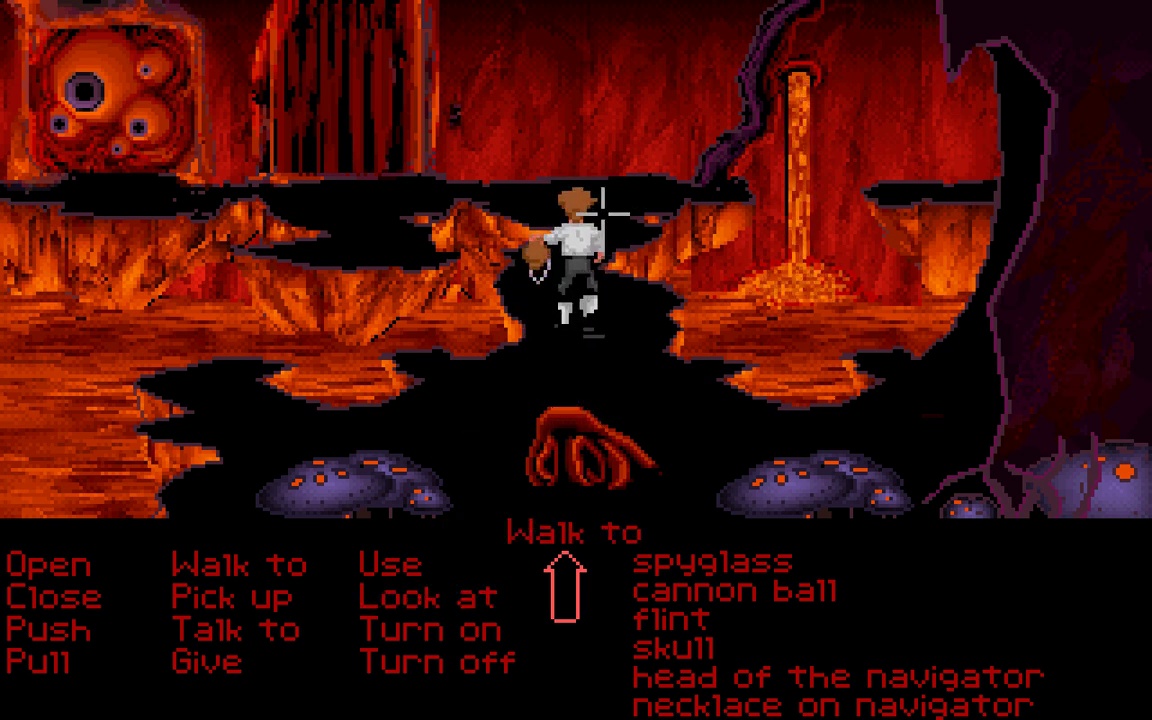 Walk to
Open Walk to Use
Close Pick up Look at
Push Talk to Turn on
Pull Give Turn off
spyglass
cannon ball
flint
skull
head of the navigator
necklace on navigator